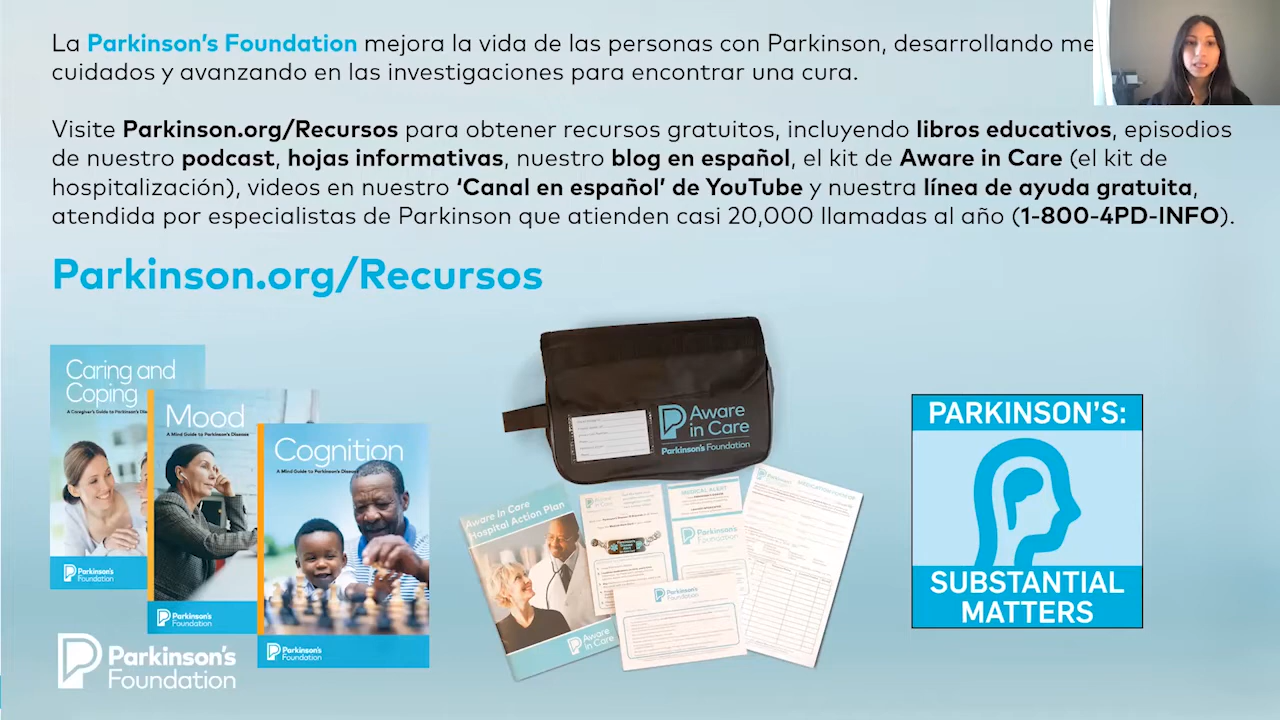 La Parkinson's Foundation mejora la vida de las personas con Parkinson, desarrollando me
cuidados y avanzando en las investigaciones para encontrar una cura.
Visite Parkinson.org/Recursos para obtener recursos gratuitos, incluyendo libros educativos, episodios
de nuestro podcast, hojas informativas, nuestro blog en español, el kit de Aware in Care (el kit de
hospitalización), videos en nuestro ‘Canal en español’ de YouTube y nuestra línea de ayuda gratuita,
atendida por especialistas de Parkinson que atienden casi 20,000 llamadas al año (1-800-4PD-INFO).
Parkinson.org/Recursos
Caring and
Coping
A Caregiver's Guide to Parkinson's
Parkinson's
Foundation
Mood
A Mind Guide to Parkinson's Disease
Parkinson's
Foundation
Cognition
A Mind Guide to Parkinson's Disease
Parkinson's
Foundation
Aware
in Care
Parkinson's Foundation
Aware in Care
Hospital Action Plan
Aware
in Care
MEDICAL ALERT
Parkinson's
Foundation
Parkinson's
Foundation
PARKINSON'S:
SUBSTANTIAL
MATTERS
Parkinson's
Foundation